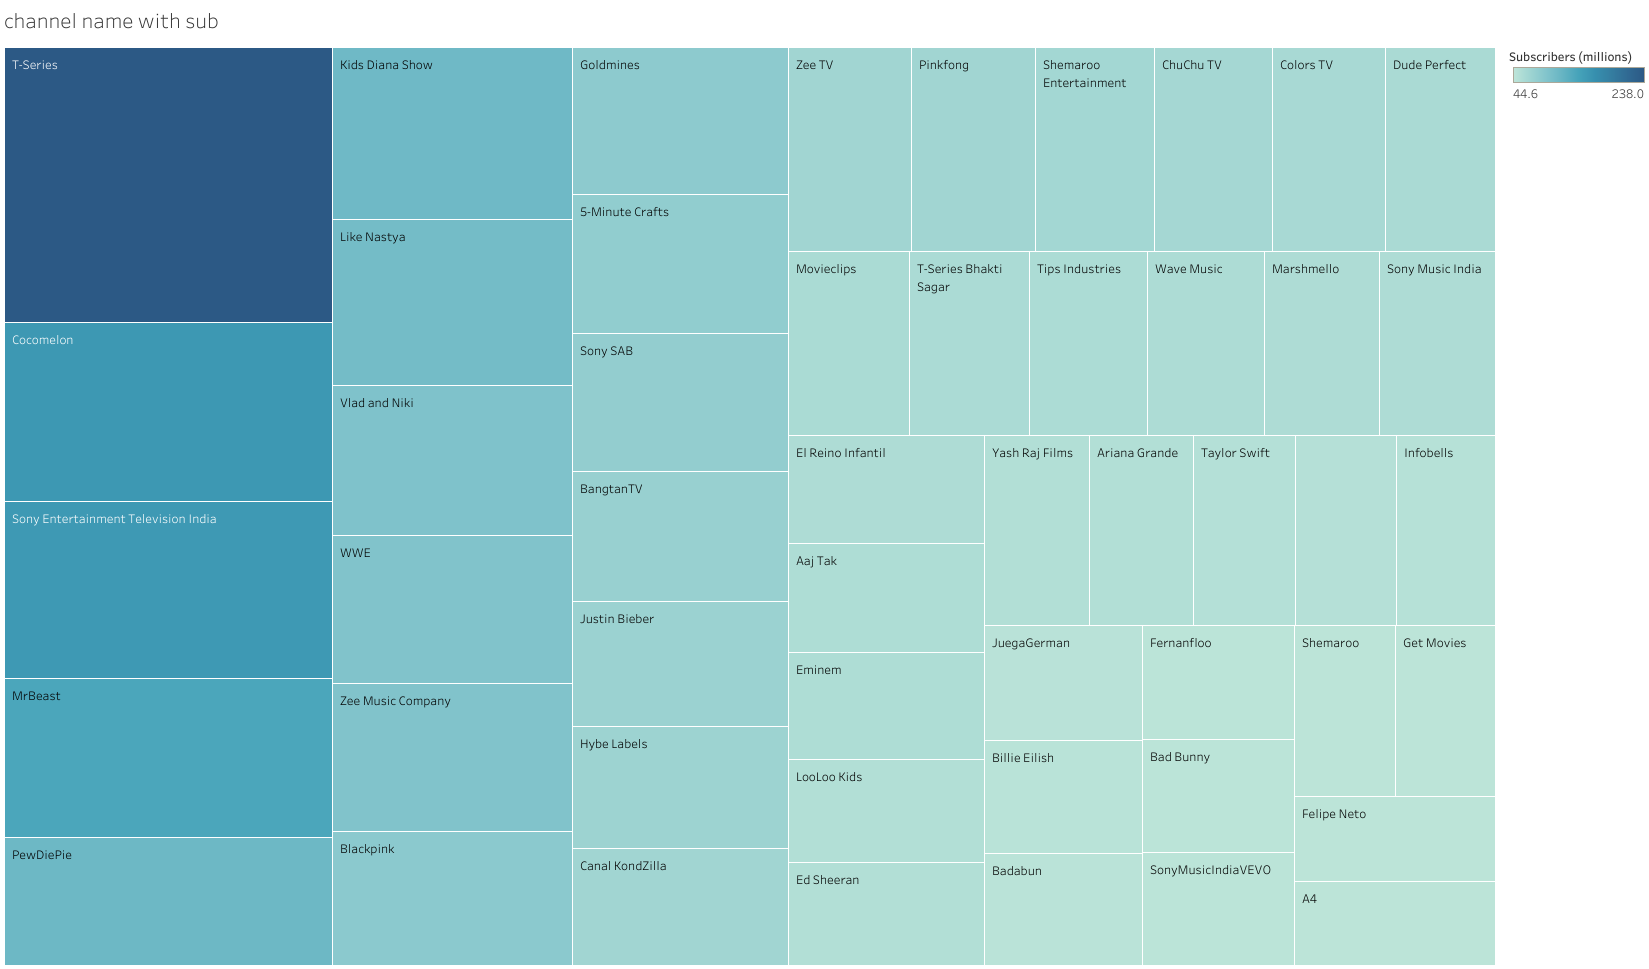 channel name with sub
T-Series
Cocomelon
Sony Entertainment Television India
MrBeast
PewDiePie
Kids Diana Show
Like Nastya
Vlad and Niki
WWE
Zee Music Company
Blackpink
Goldmines
5-Minute Crafts
Sony SAB
BangtanTV
Justin Bieber
Hybe Labels
Canal KondZilla
Zee TV
Pinkfong
Shemaroo
Entertainment
ChuChu TV
Colors TV
Dude Perfect
Movieclips
T-Series Bhakti
Sagar
Tips Industries
Wave Music
Marshmello
Sony Music India
El Reino Infantil
Aaj Tak
Eminem
LooLoo Kids
Ed Sheeran
Yash Raj Films
Ariana Grande
Taylor Swift
Infobells
JuegaGerman
Billie Eilish
Badabun
Fernanfloo
Bad Bunny
SonyMusicIndiaVEVO
Shemaroo
Get Movies
Felipe Neto
A4
Subscribers (millions)
44.6
238.0